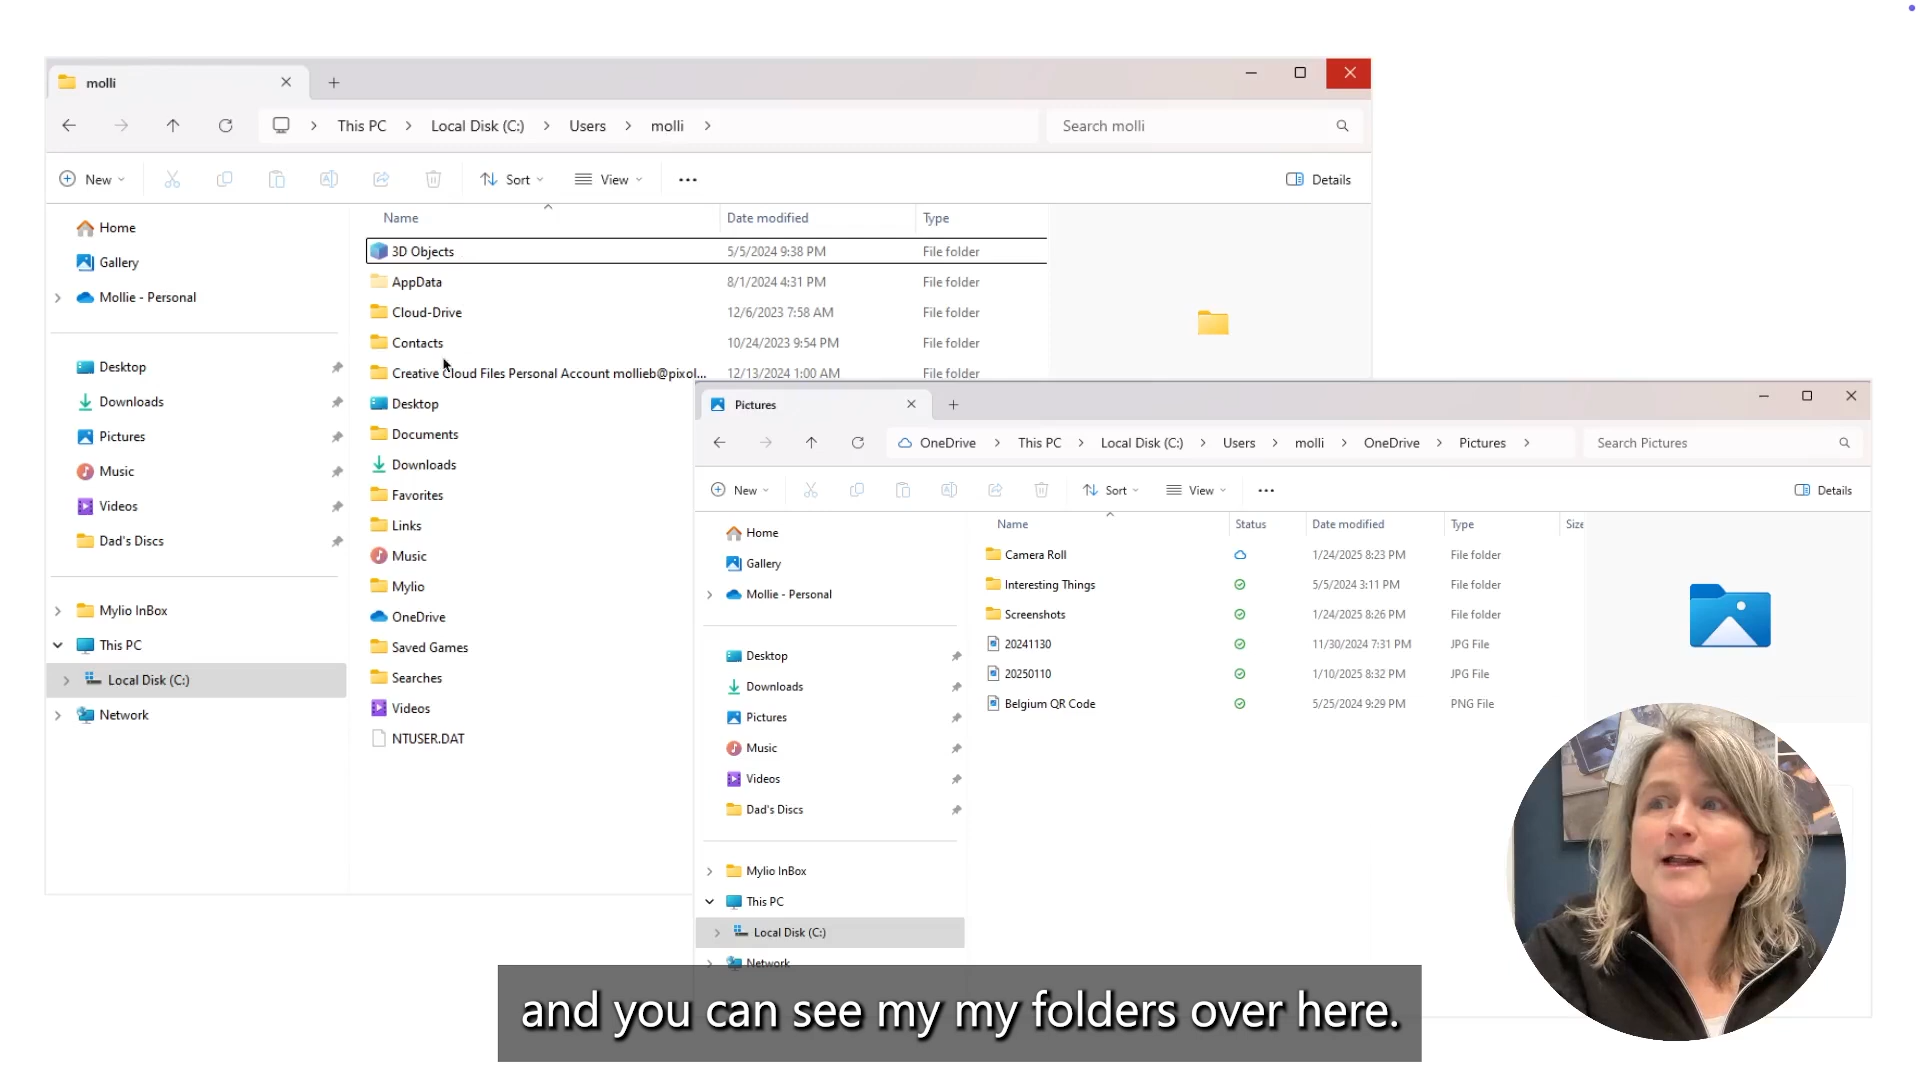 molli
This PC > Local Disk (C:) > Users > molli >
Search molli
New
Sort
View
Details
Home
Gallery
Mollie - Personal
Desktop
Downloads
Pictures
Music
Videos
Dad's Discs
Mylio InBox
This PC
Local Disk (C:)
Network
Name Date modified Type
3D Objects 5/5/2024 9:38 PM File folder
AppData 8/1/2024 4:31 PM File folder
Cloud-Drive 12/6/2023 7:58 AM File folder
Contacts 10/24/2023 9:54 PM File folder
Creative Cloud Files Personal Account mollieb@pixol... 12/13/2024 1:00 AM
Desktop
Documents
Downloads
Favorites
Links
Music
Mylio
OneDrive
Saved Games
Searches
Videos
NTUSER.DAT
Pictures
OneDrive > This PC > Local Disk (C:) > Users > molli > OneDrive > Pictures >
Search Pictures
New
Sort
View
Details
Home
Gallery
Mollie - Personal
Desktop
Downloads
Pictures
Music
Videos
Dad's Discs
Mylio InBox
This PC
Local Disk (C:)
Network
Name Status Date modified Type Size
Camera Roll 1/24/2025 8:23 PM File folder
Interesting Things 5/5/2024 3:11 PM File folder
Screenshots 1/24/2025 8:26 PM File folder
20241130 11/30/2024 7:31 PM JPG File
20250110 1/10/2025 8:32 PM JPG File
Belgium QR Code 5/25/2024 9:29 PM PNG File
and you can see my my folders over here.